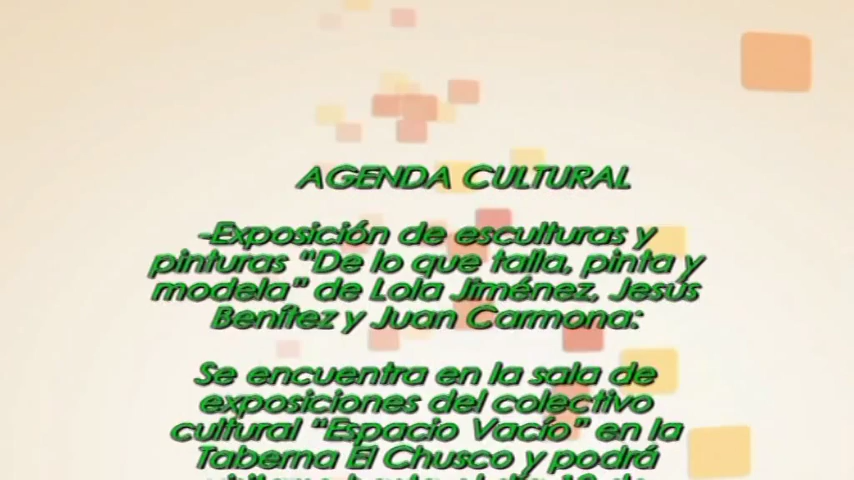 AGENDA CULTURAL
-Exposición de esculturas y
pinturas "De lo que talla, pinta y
modela" de Lola Jiménez, Jesús
Benítez y Juan Carmona:
Se encuentra en la sala de
exposiciones del colectivo
cultural "Espacio Vacío" en la
Taberna El Chusco y podrá